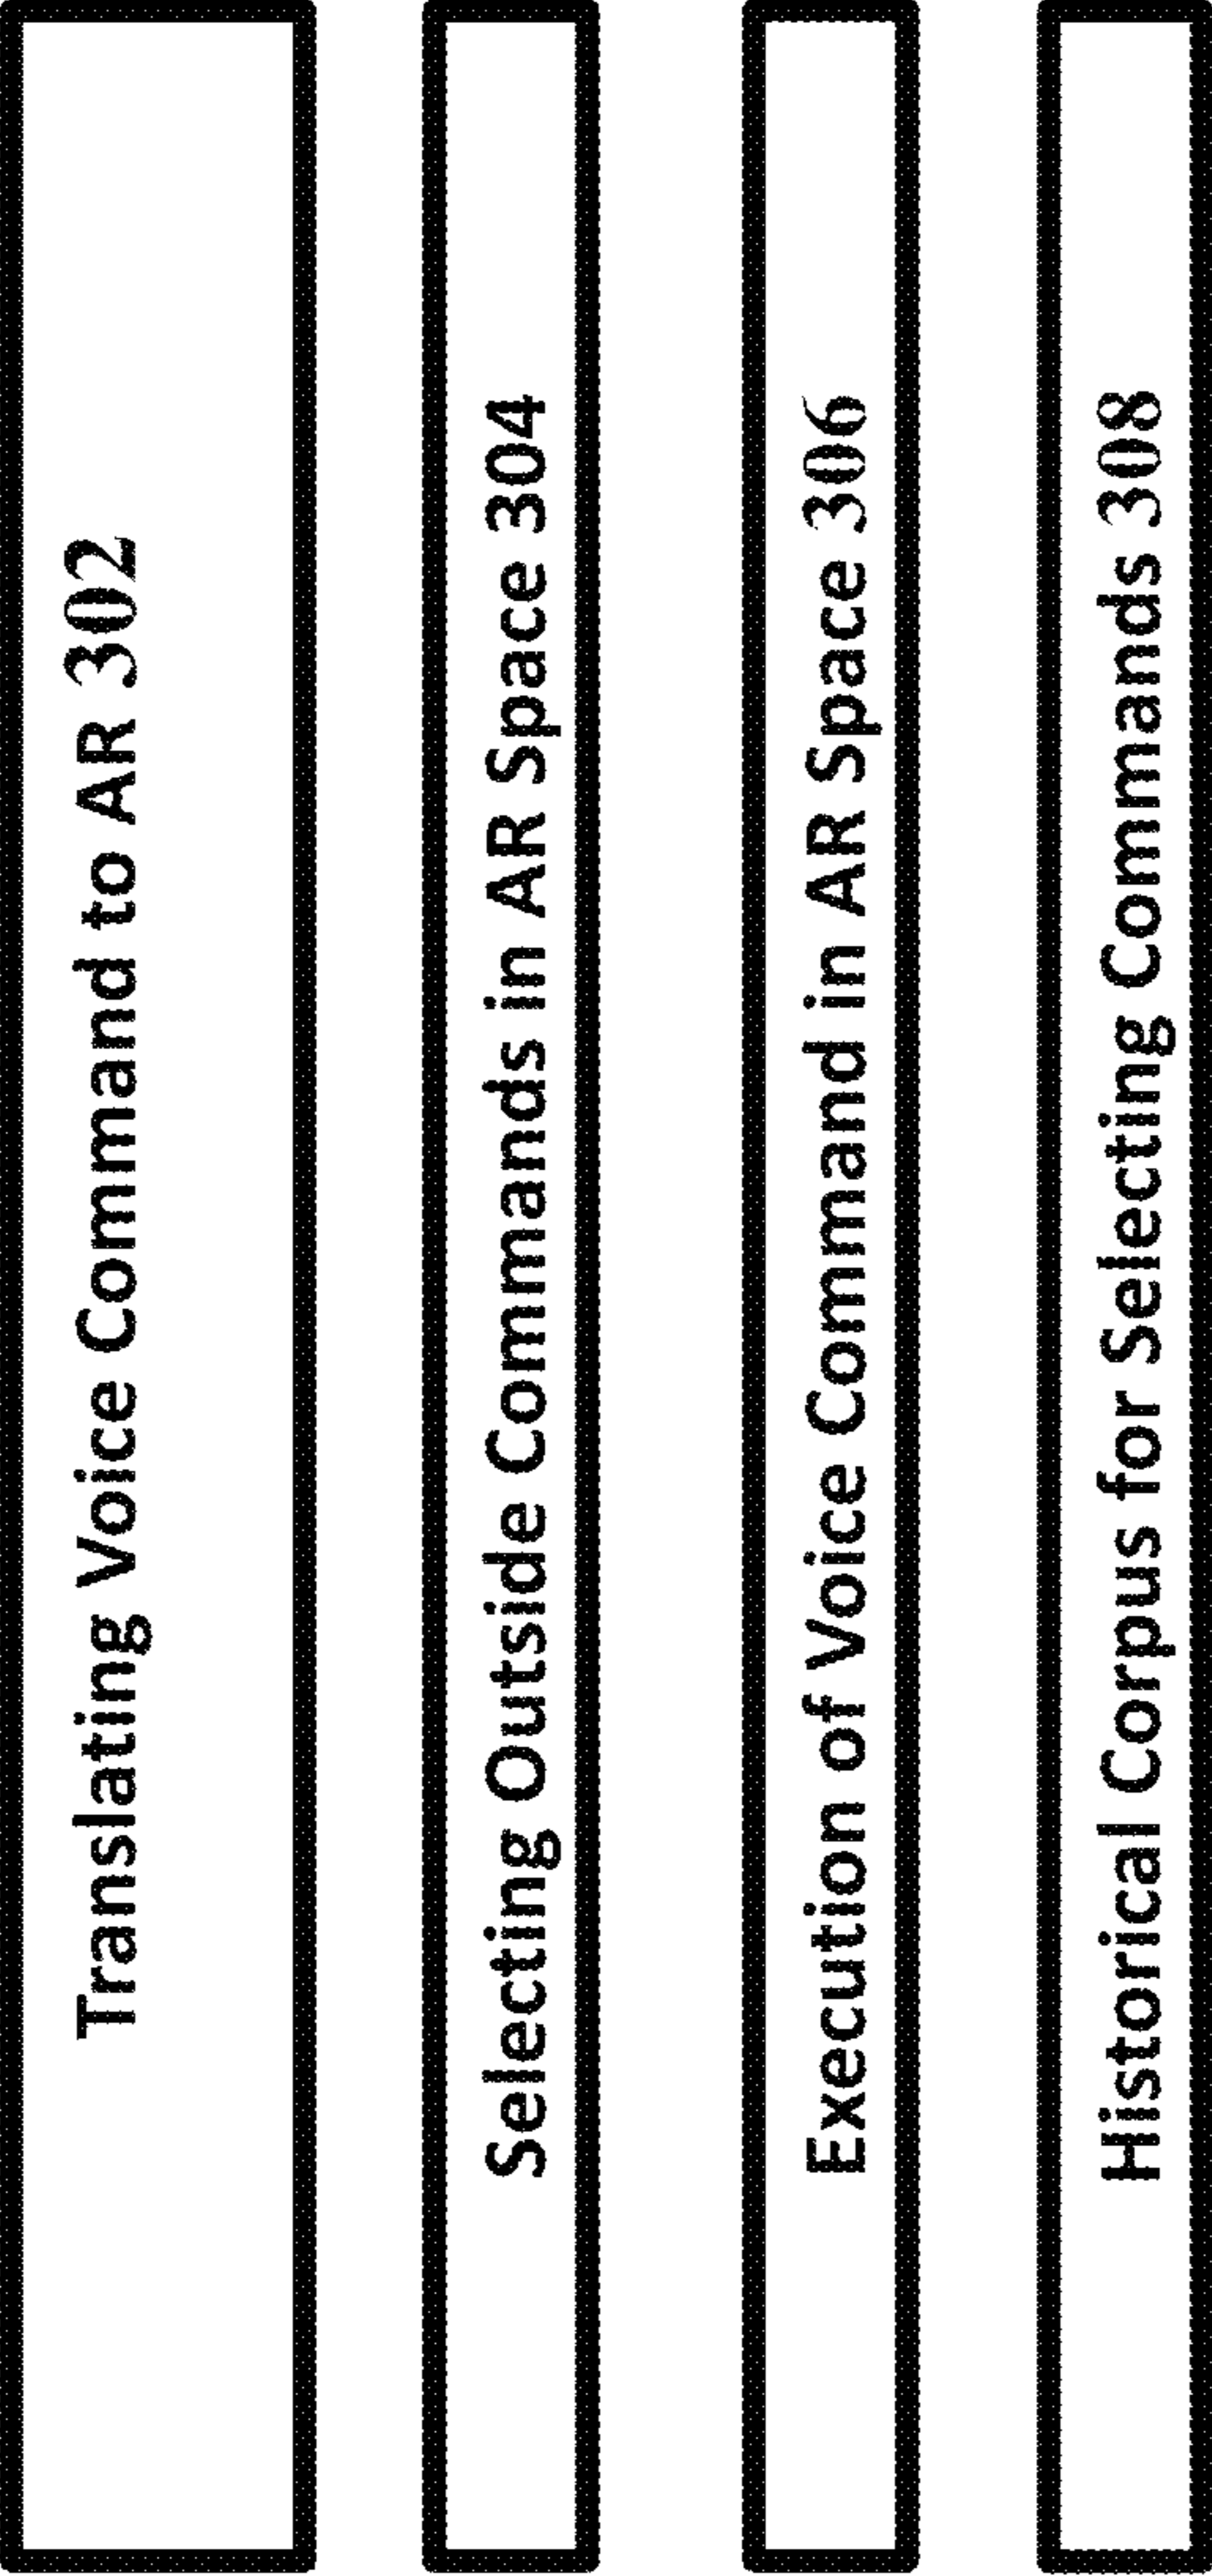 Translating Voice Command to AR 302
Selecting Outside Commands in AR Space 304
Execution of Voice Command in AR Space 306
Historical Corpus for Selecting Commands 308